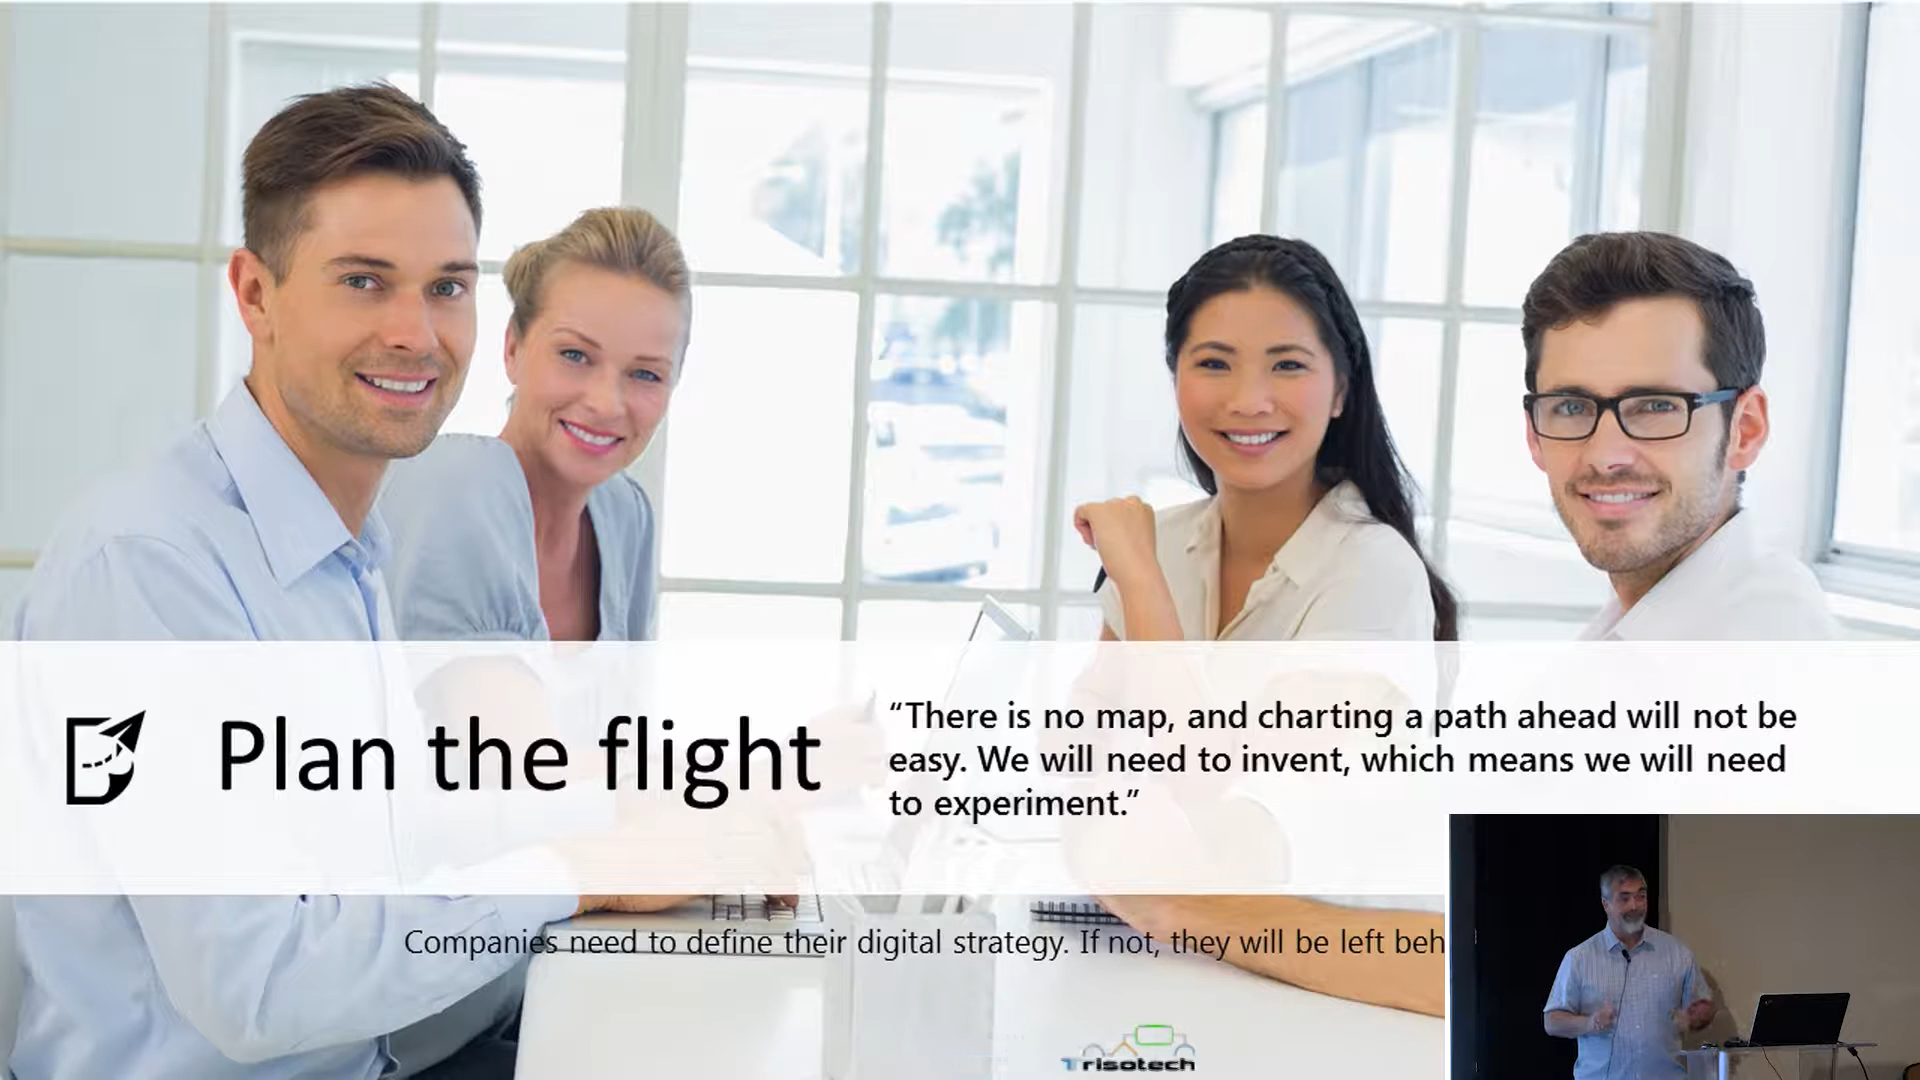 Plan the flight
“There is no map, and charting a path ahead will not be
easy. We will need to invent, which means we will need
to experiment.”
Companies need to define their digital strategy. If not, they will be left beh
Trisotech